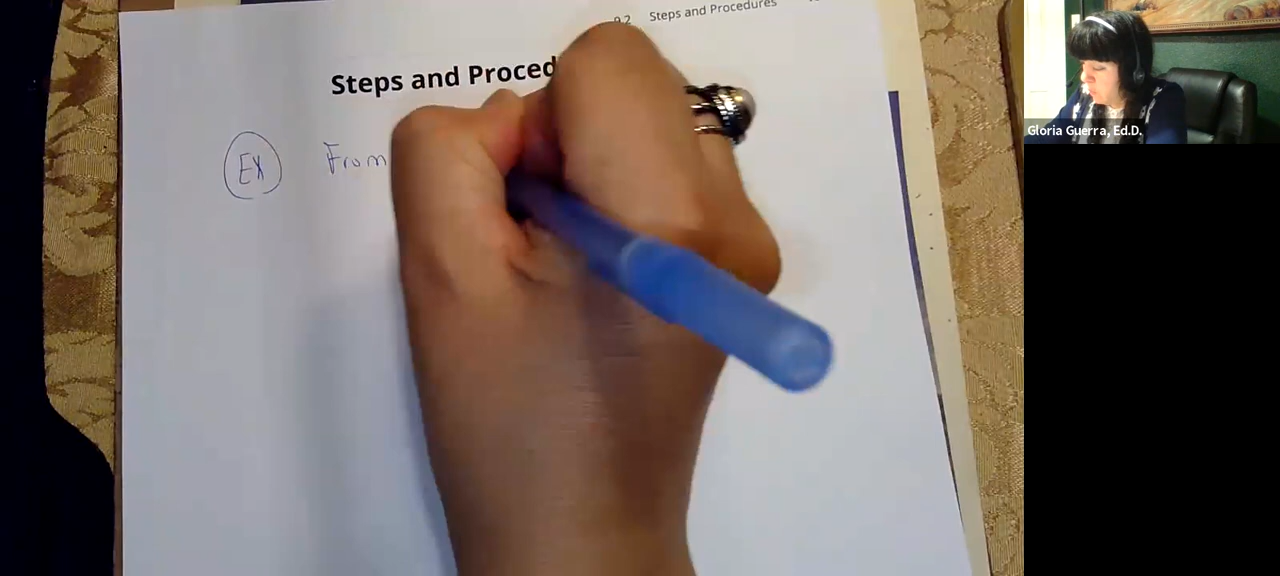 9.2 Steps and Procedures
Steps and Proced
EX From
Gloria Guerra, Ed.D.